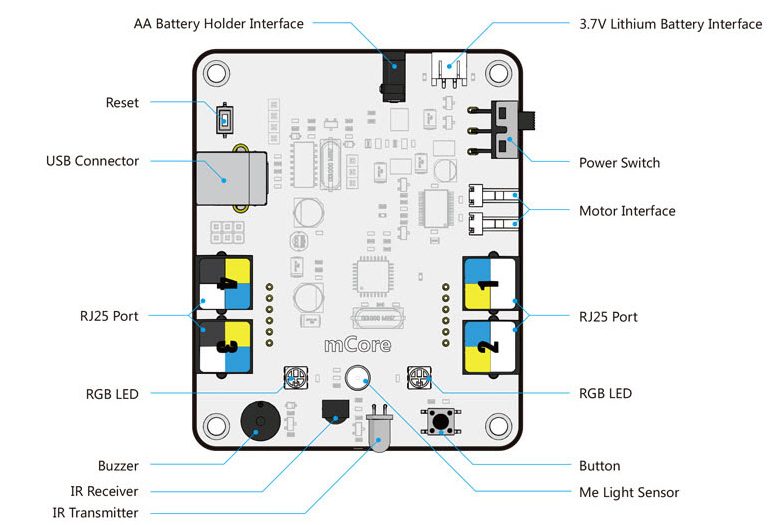 AA Battery Holder Interface
3.7V Lithium Battery Interface
Reset
USB Connector
Power Switch
Motor Interface
4
1
RJ25 Port
RJ25 Port
3
2
mCore
RGB LED
RGB LED
Buzzer
Button
IR Receiver
Me Light Sensor
IR Transmitter